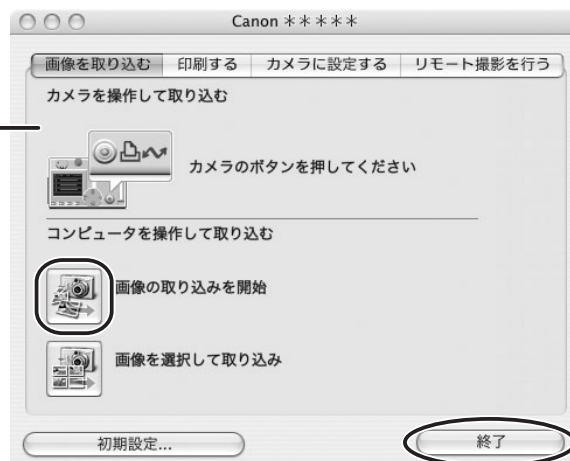 Canon ＊＊＊＊＊
画像を取り込む 印刷する カメラに設定する リモート撮影を行う
カメラを操作して取り込む
カメラのボタンを押してください
コンピュータを操作して取り込む
画像の取り込みを開始
画像を選択して取り込み
初期設定... 終了